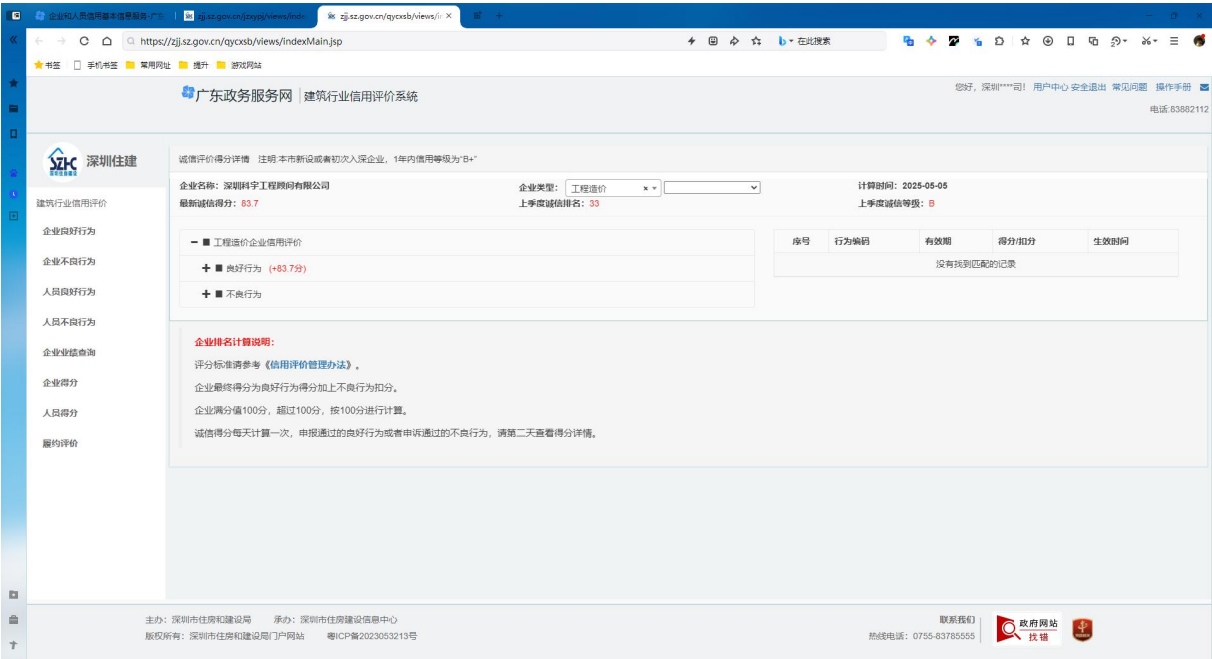 企业和人员信用基本信息服务-广东
zjj.sz.gov.cn/jzxypj/views/inde
zjj.sz.gov.cn/qycxsb/views/ir ×
https://zjj.sz.gov.cn/qycxsb/views/indexMain.jsp
在此搜索
书签 手机书签 常用网址 提升 游戏网站
广东政务服务网 建筑行业信用评价系统
您好，深圳****司! 用户中心 安全退出 常见问题 操作手册
电话:83882112
SZHC 深圳住建
建筑行业信用评价
企业良好行为
企业不良行为
人员良好行为
人员不良行为
企业业绩查询
企业得分
人员得分
履约评价
诚信评价得分详情 注明:本市新设或者初次入深企业，1年内信用等级为“B+”
企业名称：深圳科宇工程顾问有限公司 企业类型： 工程造价 × 计算时间：2025-05-05
最新诚信得分：83.7 上季度诚信排名：33 上季度诚信等级：B
工程造价企业信用评价
良好行为 (+83.7分)
不良行为
序号 行为编码 有效期 得分/扣分 生效时间
没有找到匹配的记录
企业排名计算说明：
评分标准请参考《信用评价管理办法》。
企业最终得分为良好行为得分加上不良行为扣分。
企业满分值100分，超过100分，按100分进行计算。
诚信得分每天计算一次，申报通过的良好行为或者申诉通过的不良行为，请第二天查看得分详情。
主办：深圳市住房和建设局 承办：深圳市住房建设信息中心
版权所有：深圳市住房和建设局门户网站 粤ICP备2023053213号
联系我们
热线电话：0755-83785555
政府网站
找错